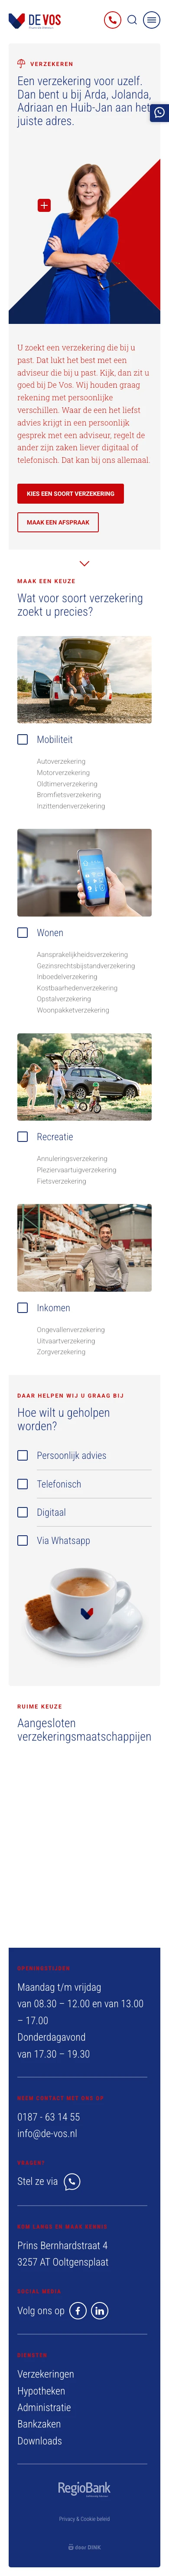 DE VOS
VERZEKEREN
Een verzekering voor uzelf.
Dan bent u bij Arda, Jolanda,
Adriaan en Huib-Jan aan het
juiste adres.
U zoekt een verzekering die bij u
past. Dat lukt het best met een
adviseur die bij u past. Kijk, dan zit u
goed bij De Vos. Wij houden graag
rekening met persoonlijke
verschillen. Waar de een het liefst
advies krijgt in een persoonlijk
gesprek met een adviseur, regelt de
ander zijn zaken liever digitaal of
telefonisch. Dat kan bij ons allemaal.
KIES EEN SOORT VERZEKERING
MAAK EEN AFSPRAAK
MAAK EEN KEUZE
Wat voor soort verzekering
zoekt u precies?
Mobiliteit
Autoverzekering
Motorverzekering
Oldtimerverzekering
Bromfietsverzekering
Inzittendenverzekering
Wonen
Aansprakelijkheidsverzekering
Gezinsrechtsbijstandverzekering
Inboedelverzekering
Kostbaarhedenverzekering
Opstalverzekering
Woonpakketverzekering
Recreatie
Annuleringsverzekering
Pleziervaartuigverzekering
Fietsverzekering
Inkomen
Ongevallenverzekering
Uitvaartverzekering
Zorgverzekering
DAAR HELPEN WIJ U GRAAG BIJ
Hoe wilt u geholpen
worden?
Persoonlijk advies
Telefonisch
Digitaal
Via Whatsapp
RUIME KEUZE
Aangesloten
verzekeringsmaatschappijen
OPENINGSTIJDEN
Maandag t/m vrijdag
van 08.30 – 12.00 en van 13.00
– 17.00
Donderdagavond
van 17.30 – 19.30
NEEM CONTACT MET ONS OP
0187 - 63 14 55
info@de-vos.nl
VRAGEN?
Stel ze via
KOM LANGS OP MAAK KENNIS
Prins Bernhardstraat 4
3257 AT Ooltgensplaat
SOCIAL MEDIA
Volg ons op
DIENSTEN
Verzekeringen
Hypotheken
Administratie
Bankzaken
Downloads
RegioBank
Privacy & Cookie beleid
door DTNX